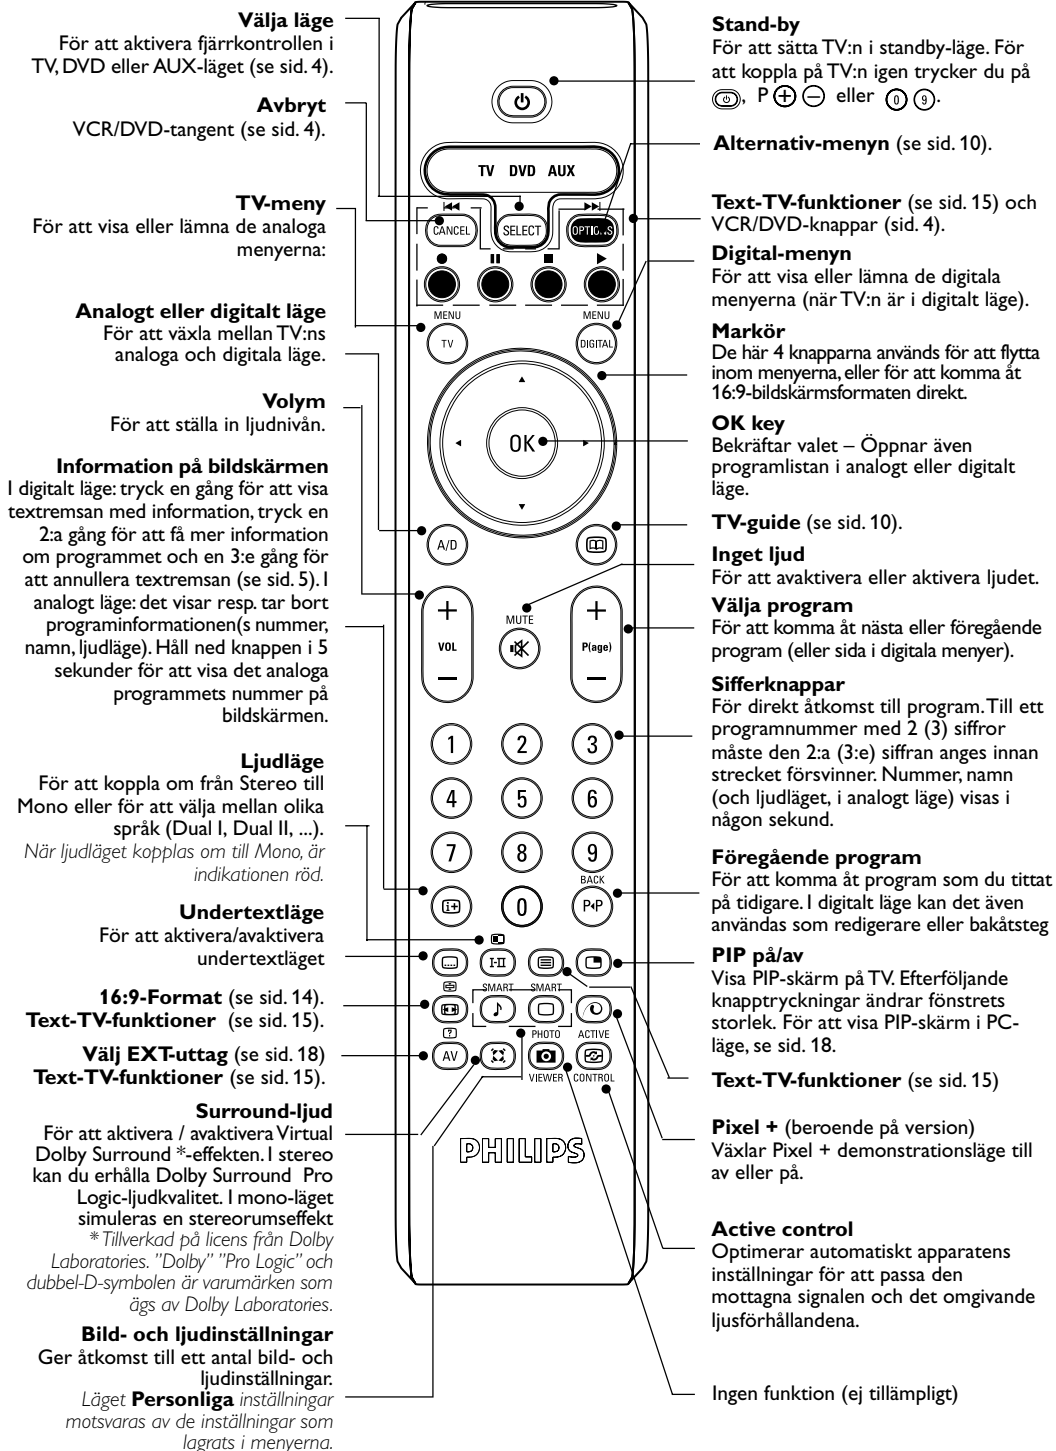 Välja läge
För att aktivera fjärrkontrollen i
TV, DVD eller AUX-läget (se sid. 4).
Avbryt
VCR/DVD-tangent (se sid. 4).
TV-meny
För att visa eller lämna de analoga
menyerna:
Analogt eller digitalt läge
För att växla mellan TV:ns
analoga och digitala läge.
Volym
För att ställa in ljudnivån.
Information på bildskärmen
I digitalt läge: tryck en gång för att visa
textremsan med information, tryck en
2:a gång för att få mer information
om programmet och en 3:e gång för
att annullera textremsan (se sid. 5). I
analogt läge: det visar resp. tar bort
programinformationen(s nummer,
namn, ljudläge). Håll ned knappen i 5
sekunder för att visa det analoga
programmets nummer på
bildskärmen.
Ljudläge
För att koppla om från Stereo till
Mono eller för att välja mellan olika
språk (Dual I, Dual II, ...).
När ljudläget kopplas om till Mono, är
indikationen röd.
Undertextläge
För att aktivera/avaktivera
undertextläget
16:9-Format (se sid. 14).
Text-TV-funktioner (se sid. 15).
Välj EXT-uttag (se sid. 18)
Text-TV-funktioner (se sid. 15).
Surround-ljud
För att aktivera / avaktivera Virtual
Dolby Surround *-effekten. I stereo
kan du erhålla Dolby Surround Pro
Logic-ljudkvalitet. I mono-läget
simuleras en stereorumseffekt
* Tillverkad på licens från Dolby
Laboratories. ”Dolby” ”Pro Logic” och
dubbel-D-symbolen är varumärken som
ägs av Dolby Laboratories.
Bild- och ljudinställningar
Ger åtkomst till ett antal bild- och
ljudinställningar.
Läget Personliga inställningar
motsvaras av de inställningar som
lagrats i menyerna.
TV DVD AUX
CANCEL SELECT OPTIONS
MENU MENU
TV DIGITAL
OK
A/D
+ MUTE +
VOL P(age)
− −
1 2 3
4 5 6
7 8 9
BACK
i+ 0 P◂P
I-II
SMART SMART
? PHOTO ACTIVE
AV
VIEWER CONTROL
PHILIPS
Stand-by
För att sätta TV:n i standby-läge. För
att koppla på TV:n igen trycker du på
, P + − eller 0 9.
Alternativ-menyn (se sid. 10).
Text-TV-funktioner (se sid. 15) och
VCR/DVD-knappar (sid. 4).
Digital-menyn
För att visa eller lämna de digitala
menyerna (när TV:n är i digitalt läge).
Markör
De här 4 knapparna används för att flytta
inom menyerna, eller för att komma åt
16:9-bildskärmsformaten direkt.
OK key
Bekräftar valet – Öppnar även
programlistan i analogt eller digitalt
läge.
TV-guide (se sid. 10).
Inget ljud
För att avaktivera eller aktivera ljudet.
Välja program
För att komma åt nästa eller föregående
program (eller sida i digitala menyer).
Sifferknappar
För direkt åtkomst till program. Till ett
programnummer med 2 (3) siffror
måste den 2:a (3:e) siffran anges innan
strecket försvinner. Nummer, namn
(och ljudläget, i analogt läge) visas i
någon sekund.
Föregående program
För att komma åt program som du tittat
på tidigare. I digitalt läge kan det även
användas som redigerare eller bakåtsteg
PIP på/av
Visa PIP-skärm på TV. Efterföljande
knapptryckningar ändrar fönstrets
storlek. För att visa PIP-skärm i PC-
läge, se sid. 18.
Text-TV-funktioner (se sid. 15)
Pixel + (beroende på version)
Växlar Pixel + demonstrationsläge till
av eller på.
Active control
Optimerar automatiskt apparatens
inställningar för att passa den
mottagna signalen och det omgivande
ljusförhållandena.
Ingen funktion (ej tillämpligt)